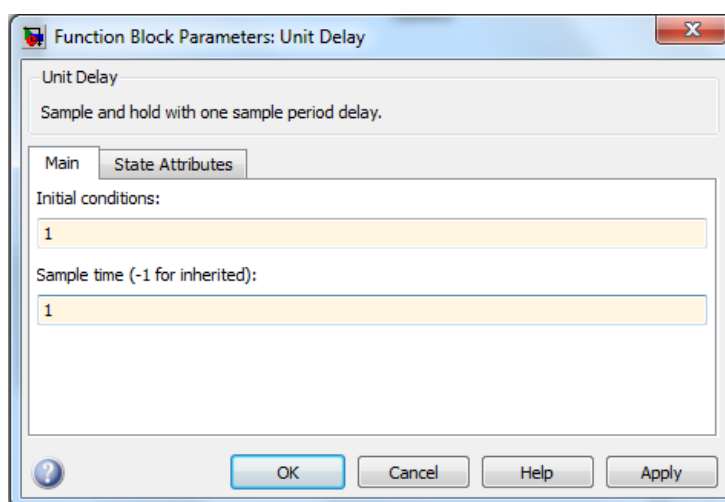 Function Block Parameters: Unit Delay
Unit Delay
Sample and hold with one sample period delay.
Main State Attributes
Initial conditions:
1
Sample time (-1 for inherited):
1
OK Cancel Help Apply